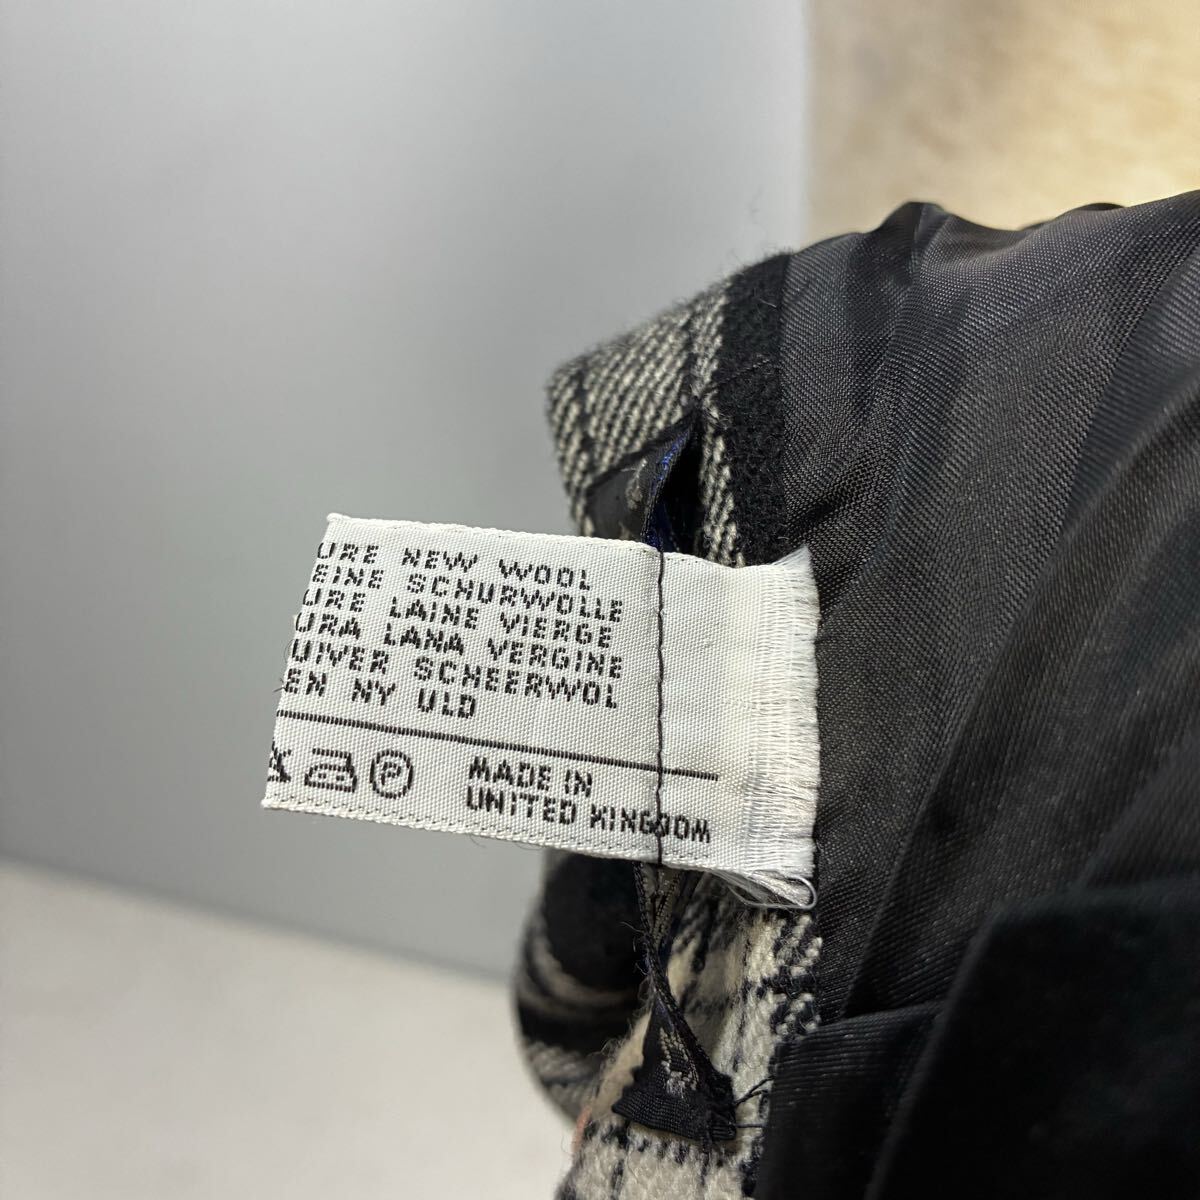 URE NEW WOOL
EINE SCHURWOLLE
URE LAINE VIERGE
URA LANA VERGINE
UIVER SCHEERWOL
EN NY ULD
P
MADE IN
UNITED KINGDOM